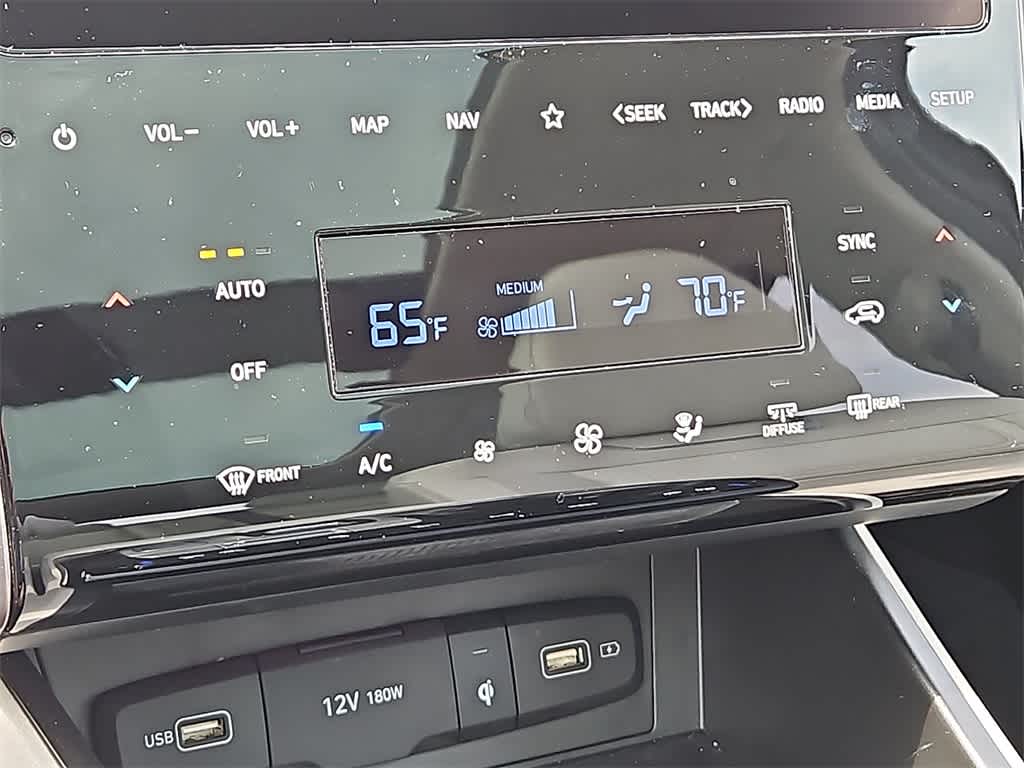 VOL− VOL+ MAP NAV <SEEK TRACK> RADIO MEDIA SETUP
AUTO
SYNC
MEDIUM
65°F 70°F
OFF
FRONT A/C DIFFUSE REAR
USB 12V 180W